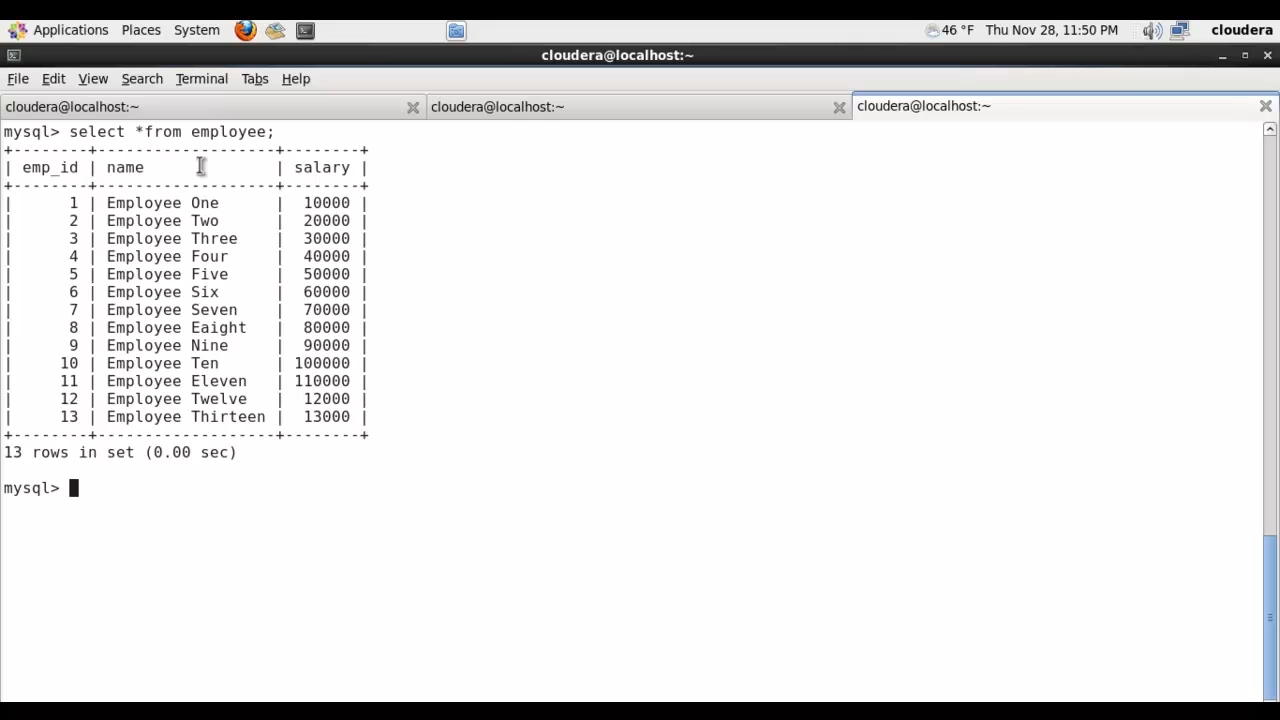 Applications Places System 46 °F Thu Nov 28, 11:50 PM cloudera
cloudera@localhost:~
File Edit View Search Terminal Tabs Help
cloudera@localhost:~ cloudera@localhost:~ cloudera@localhost:~
mysql> select *from employee;
+--------+-------------------+--------+
| emp_id | name              | salary |
+--------+-------------------+--------+
|      1 | Employee One      |  10000 |
|      2 | Employee Two      |  20000 |
|      3 | Employee Three    |  30000 |
|      4 | Employee Four     |  40000 |
|      5 | Employee Five     |  50000 |
|      6 | Employee Six      |  60000 |
|      7 | Employee Seven    |  70000 |
|      8 | Employee Eaight   |  80000 |
|      9 | Employee Nine     |  90000 |
|     10 | Employee Ten      | 100000 |
|     11 | Employee Eleven   | 110000 |
|     12 | Employee Twelve   |  12000 |
|     13 | Employee Thirteen |  13000 |
+--------+-------------------+--------+
13 rows in set (0.00 sec)
mysql>